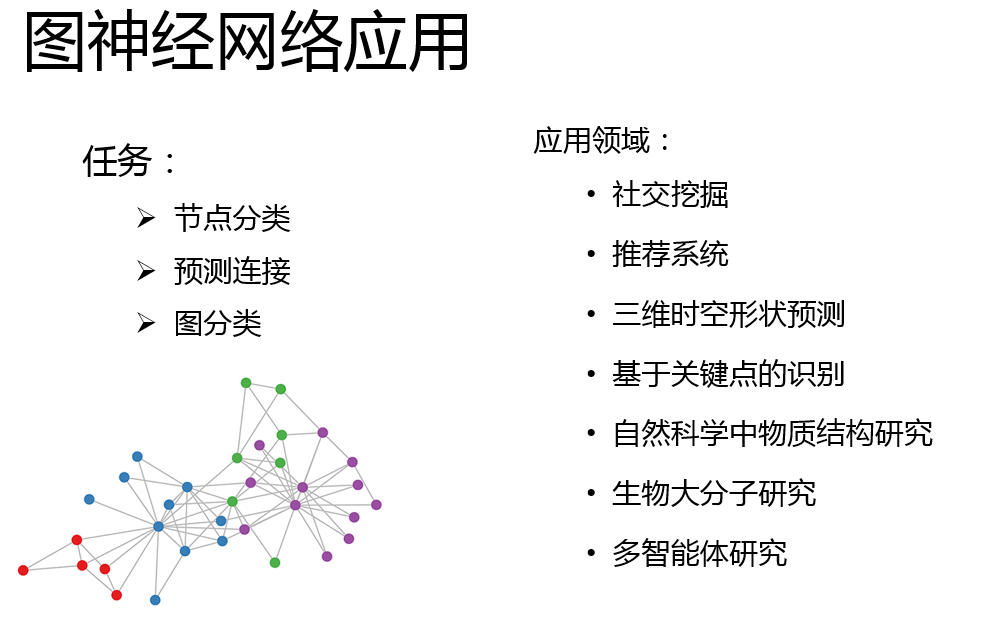 图神经网络应用
任务：
➢ 节点分类
➢ 预测连接
➢ 图分类
应用领域：
• 社交挖掘
• 推荐系统
• 三维时空形状预测
• 基于关键点的识别
• 自然科学中物质结构研究
• 生物大分子研究
• 多智能体研究